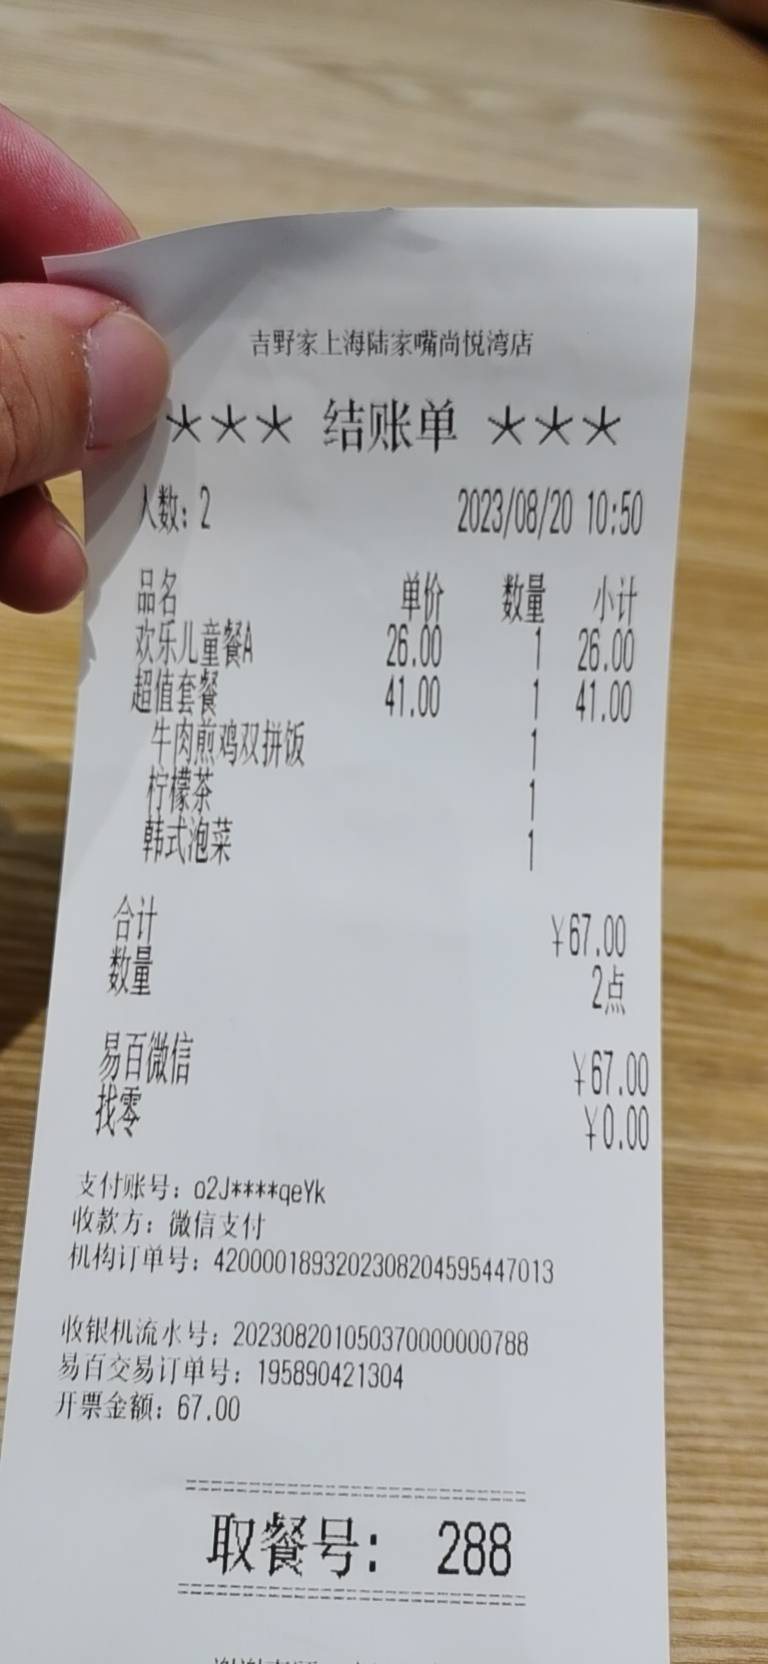 吉野家上海陆家嘴尚悦湾店
*** 结账单 ***
人数: 2 2023/08/20 10:50
品名 单价 数量 小计
欢乐儿童餐A 26.00 1 26.00
超值套餐 41.00 1 41.00
牛肉煎鸡双拼饭 1
柠檬茶 1
韩式泡菜 1
合计 ¥67.00
数量 2点
易百微信 ¥67.00
找零 ¥0.00
支付账号: o2J****qeYk
收款方: 微信支付
机构订单号: 4200001893202308204595447013
收银机流水号: 202308201050370000000788
易百交易订单号: 195890421304
开票金额: 67.00
取餐号: 288